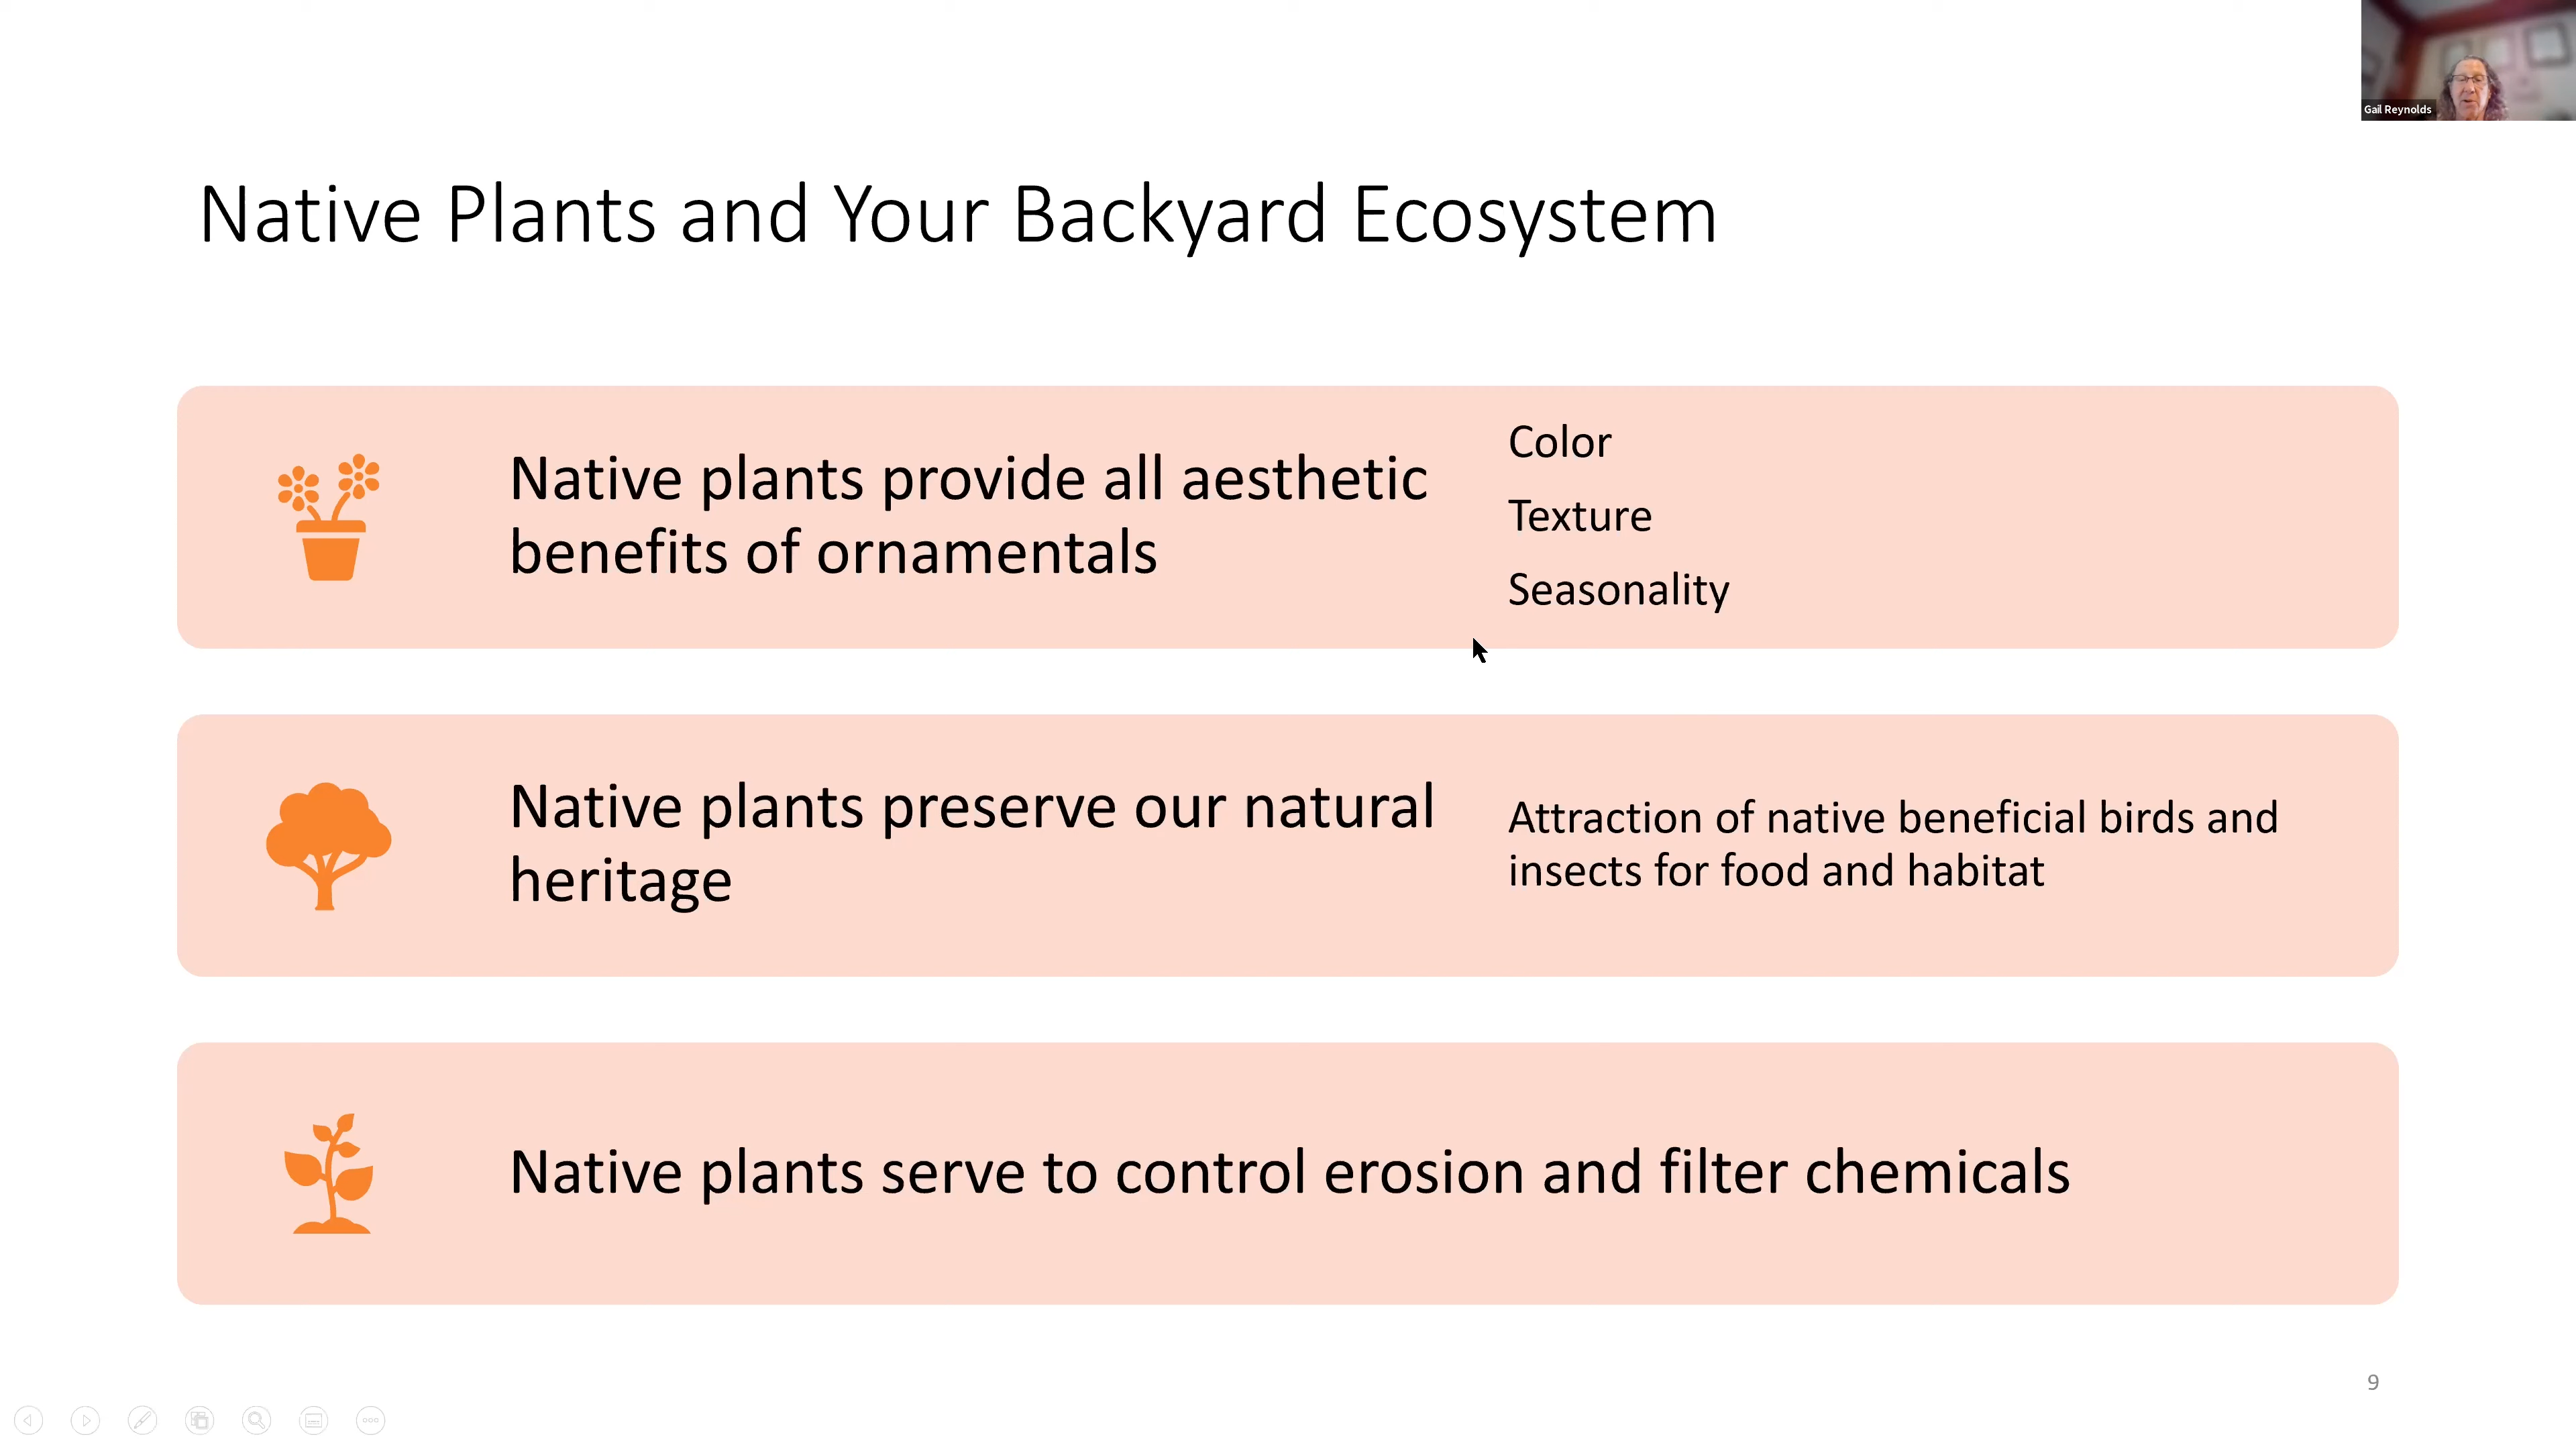 Gail Reynolds
Native Plants and Your Backyard Ecosystem
Native plants provide all aesthetic
benefits of ornamentals
Color
Texture
Seasonality
Native plants preserve our natural
heritage
Attraction of native beneficial birds and
insects for food and habitat
Native plants serve to control erosion and filter chemicals
9